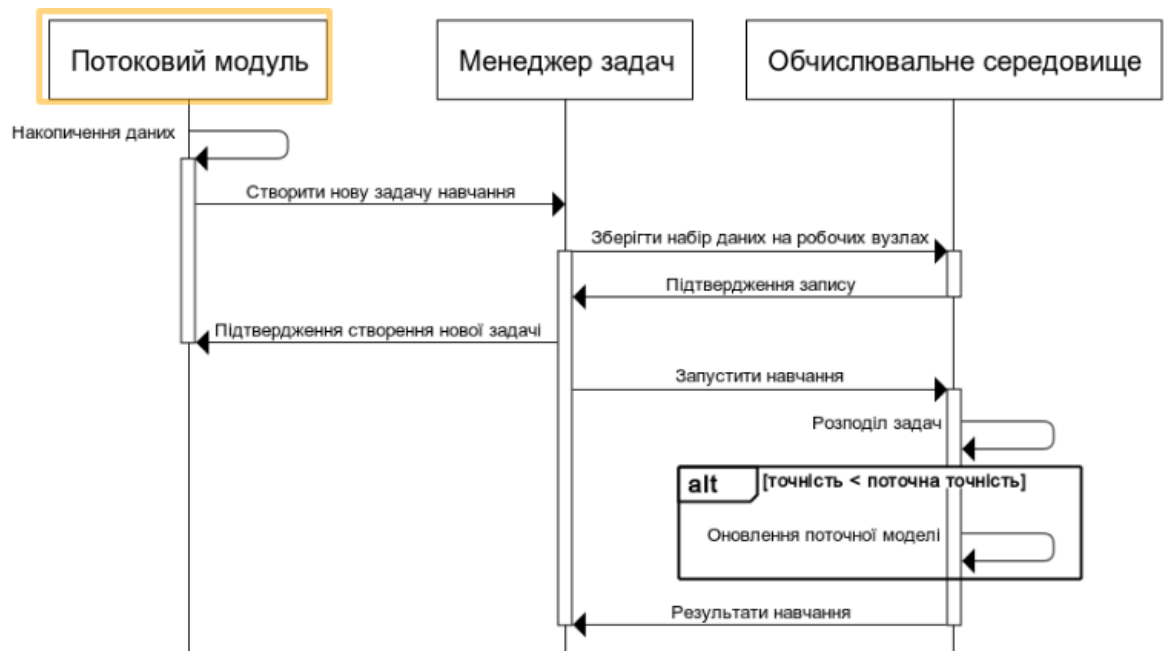 Потоковий модуль
Менеджер задач
Обчислювальне середовище
Накопичення даних
Створити нову задачу навчання
Зберігти набір даних на робочих вузлах
Підтвердження запису
Підтвердження створення нової задачі
Запустити навчання
Розподіл задач
alt
[точність < поточна точність]
Оновлення поточної моделі
Результати навчання